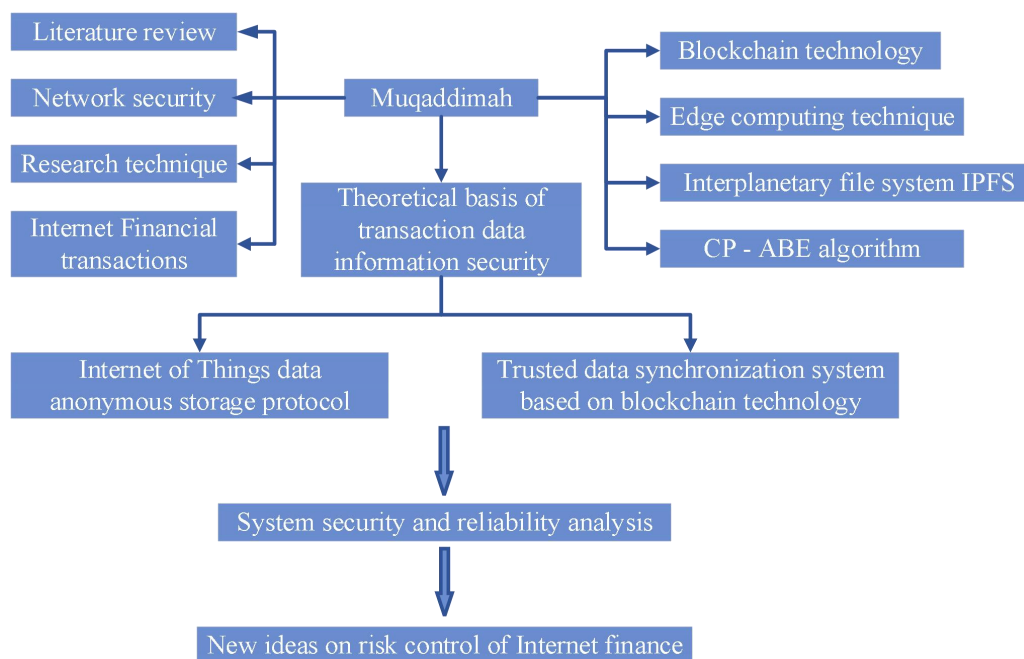 Literature review
Network security
Research technique
Internet Financial
transactions
Muqaddimah
Blockchain technology
Edge computing technique
Interplanetary file system IPFS
CP - ABE algorithm
Theoretical basis of
transaction data
information security
Internet of Things data
anonymous storage protocol
Trusted data synchronization system
based on blockchain technology
System security and reliability analysis
New ideas on risk control of Internet finance